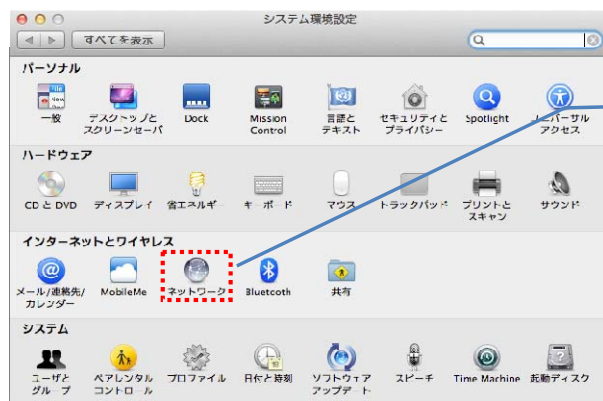 システム環境設定
すべてを表示
パーソナル
一般
デスクトップと
スクリーンセーバ
Dock
Mission
Control
言語と
テキスト
セキュリティと
プライバシー
Spotlight
ユニバーサル
アクセス
ハードウェア
CD と DVD
ディスプレイ
省エネルギー
キーボード
マウス
トラックパッド
プリントと
スキャン
サウンド
インターネットとワイヤレス
メール/連絡先/
カレンダー
MobileMe
ネットワーク
Bluetooth
共有
システム
ユーザと
グループ
ペアレンタル
コントロール
プロファイル
日付と時刻
ソフトウェア
アップデート
スピーチ
Time Machine
起動ディスク